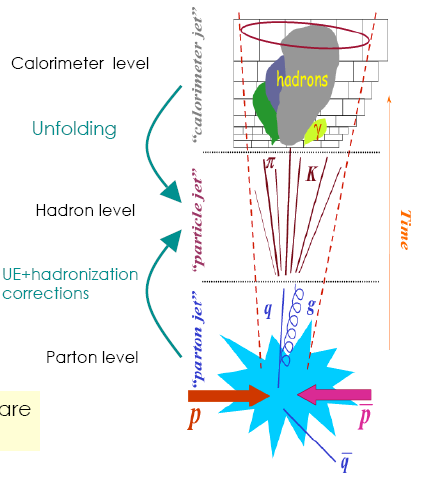 Calorimeter level
"calorimeter jet"
hadrons
γ
Unfolding
π
K
Hadron level
"particle jet"
Time
UE+hadronization
corrections
q
g
"parton jet"
Parton level
are
p
p̅
q̅